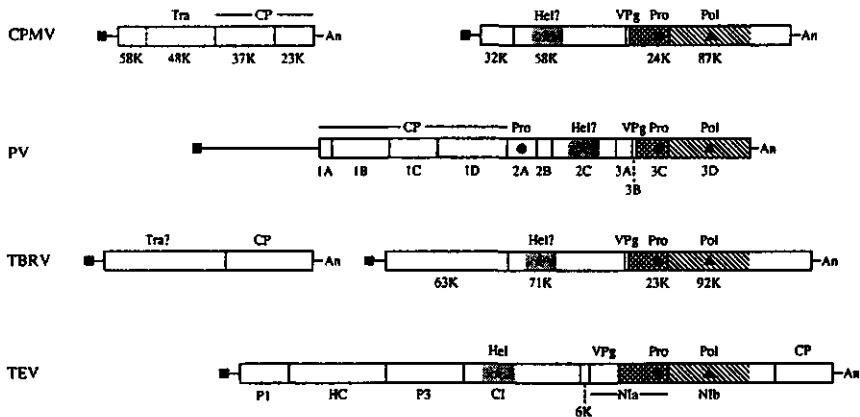 Tra CP Hel? VPg Pro Pol
CPMV An An
58K 48K 37K 23K 32K 58K 24K 87K
CP Pro Hel? VPg Pro Pol
PV An
1A 1B 1C 1D 2A 2B 2C 3A 3C 3D
3B
Tra? CP Hel? VPg Pro Pol
TBRV An An
63K 71K 23K 92K
Hel VPg Pro Pol CP
TEV An
P1 HC P3 CI NIa NIb
6K